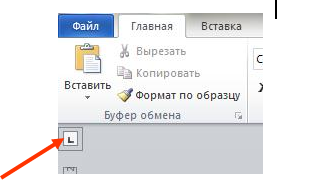 Файл Главная Вставка
Вырезать
Копировать
Вставить
Формат по образцу
Буфер обмена